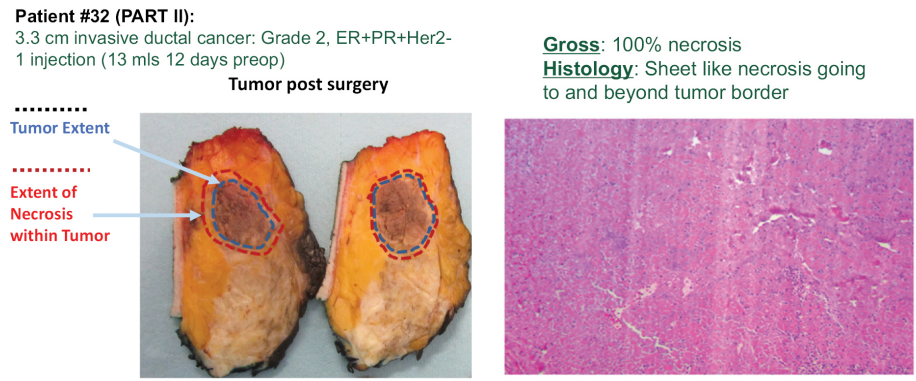 Patient #32 (PART II):
3.3 cm invasive ductal cancer: Grade 2, ER+PR+Her2-
1 injection (13 mls 12 days preop)
Tumor post surgery
Tumor Extent
Extent of
Necrosis
within Tumor
Gross: 100% necrosis
Histology: Sheet like necrosis going
to and beyond tumor border